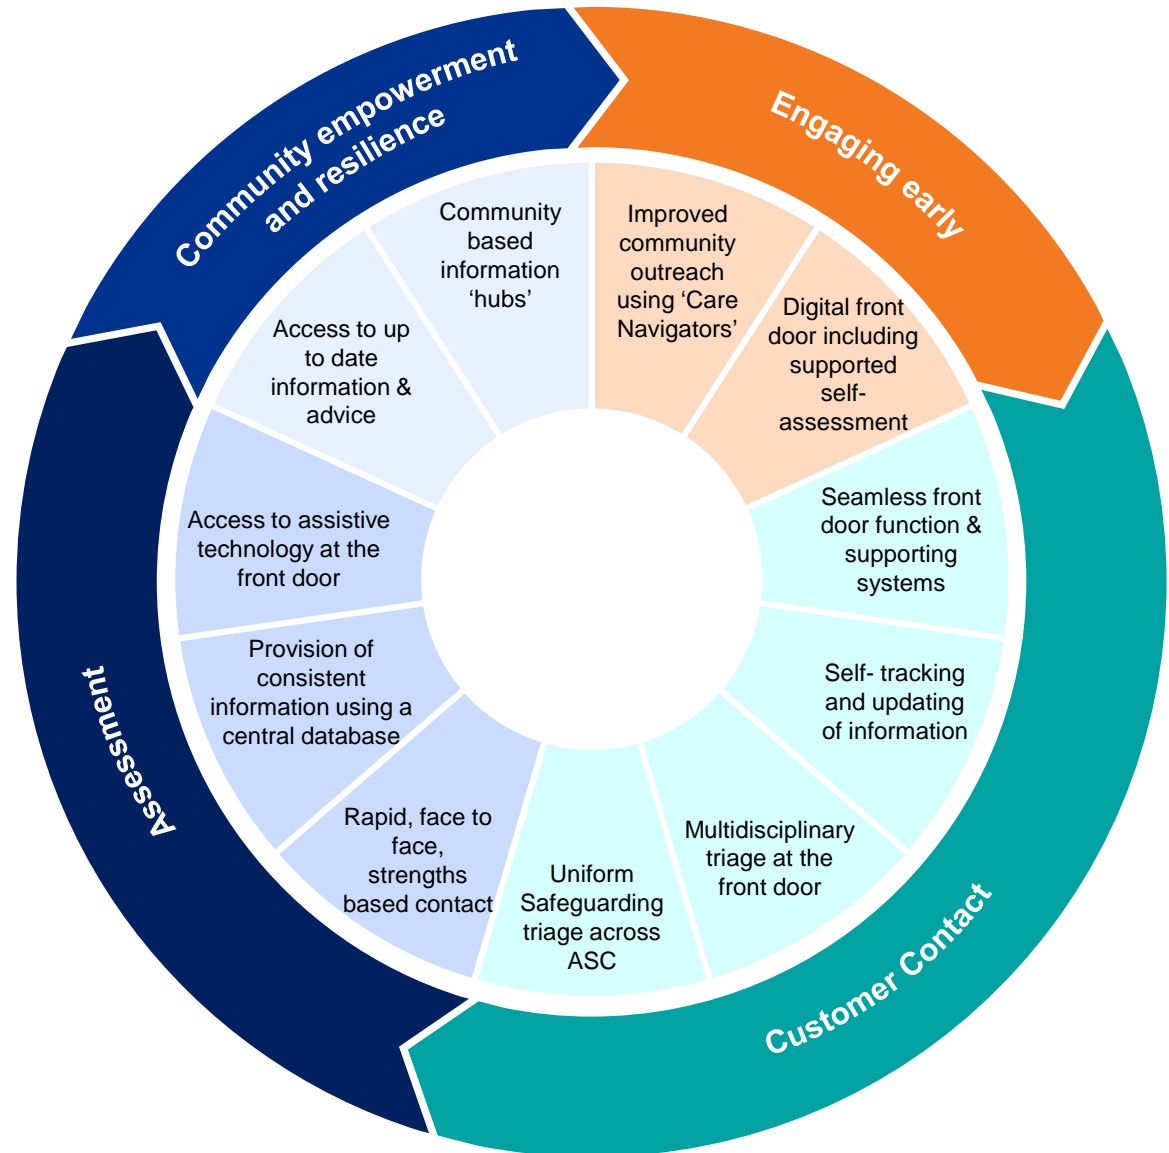 Community empowerment
and resilience
Engaging early
Customer Contact
Assessment
Community
based
information
‘hubs’
Improved
community
outreach
using ‘Care
Navigators’
Digital front
door including
supported
self-
assessment
Seamless front
door function &
supporting
systems
Self- tracking
and updating
of information
Multidisciplinary
triage at the
front door
Uniform
Safeguarding
triage across
ASC
Rapid, face to
face,
strengths
based contact
Provision of
consistent
information using a
central database
Access to assistive
technology at the
front door
Access to up
to date
information &
advice